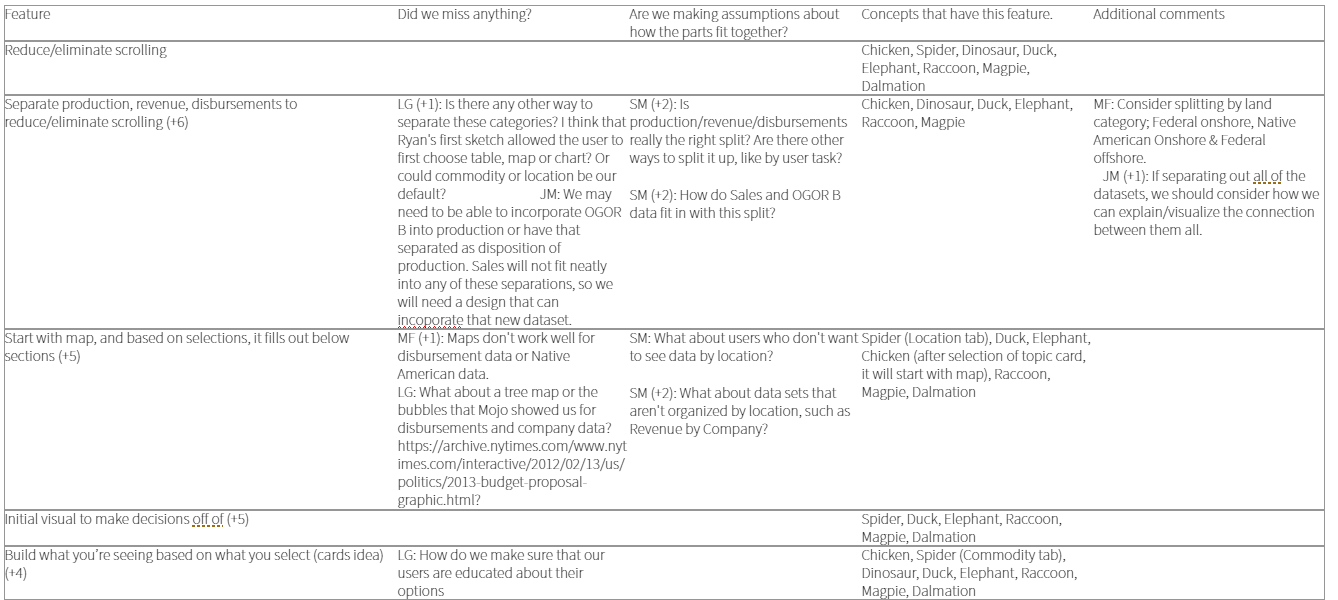 Feature
Did we miss anything?
Are we making assumptions about
how the parts fit together?
Concepts that have this feature.
Additional comments
Reduce/eliminate scrolling
Chicken, Spider, Dinosaur, Duck,
Elephant, Raccoon, Magpie,
Dalmation
Separate production, revenue, disbursements to
reduce/eliminate scrolling (+6)
LG (+1): Is there any other way to
separate these categories? I think that
Ryan's first sketch allowed the user to
first choose table, map or chart? Or
could commodity or location be our
default? JM: We may
need to be able to incorporate OGOR
B into production or have that
separated as disposition of
production. Sales will not fit neatly
into any of these separations, so we
will need a design that can
incoporate that new dataset.
SM (+2): Is
production/revenue/disbursements
really the right split? Are there other
ways to split it up, like by user task?
SM (+2): How do Sales and OGOR B
data fit in with this split?
Chicken, Dinosaur, Duck, Elephant,
Raccoon, Magpie
MF: Consider splitting by land
category; Federal onshore, Native
American Onshore & Federal
offshore.
JM (+1): If separating out all of the
datasets, we should consider how we
can explain/visualize the connection
between them all.
Start with map, and based on selections, it fills out below
sections (+5)
MF (+1): Maps don't work well for
disbursement data or Native
American data.
LG: What about a tree map or the
bubbles that Mojo showed us for
disbursements and company data?
https://archive.nytimes.com/www.nyt
imes.com/interactive/2012/02/13/us/
politics/2013-budget-proposal-
graphic.html?
SM: What about users who don't want
to see data by location?
SM (+2): What about data sets that
aren't organized by location, such as
Revenue by Company?
Spider (Location tab), Duck, Elephant,
Chicken (after selection of topic card,
it will start with map), Raccoon,
Magpie, Dalmation
Initial visual to make decisions off of (+5)
Spider, Duck, Elephant, Raccoon,
Magpie, Dalmation
Build what you're seeing based on what you select (cards idea)
(+4)
LG: How do we make sure that our
users are educated about their
options
Chicken, Spider (Commodity tab),
Dinosaur, Duck, Elephant, Raccoon,
Magpie, Dalmation